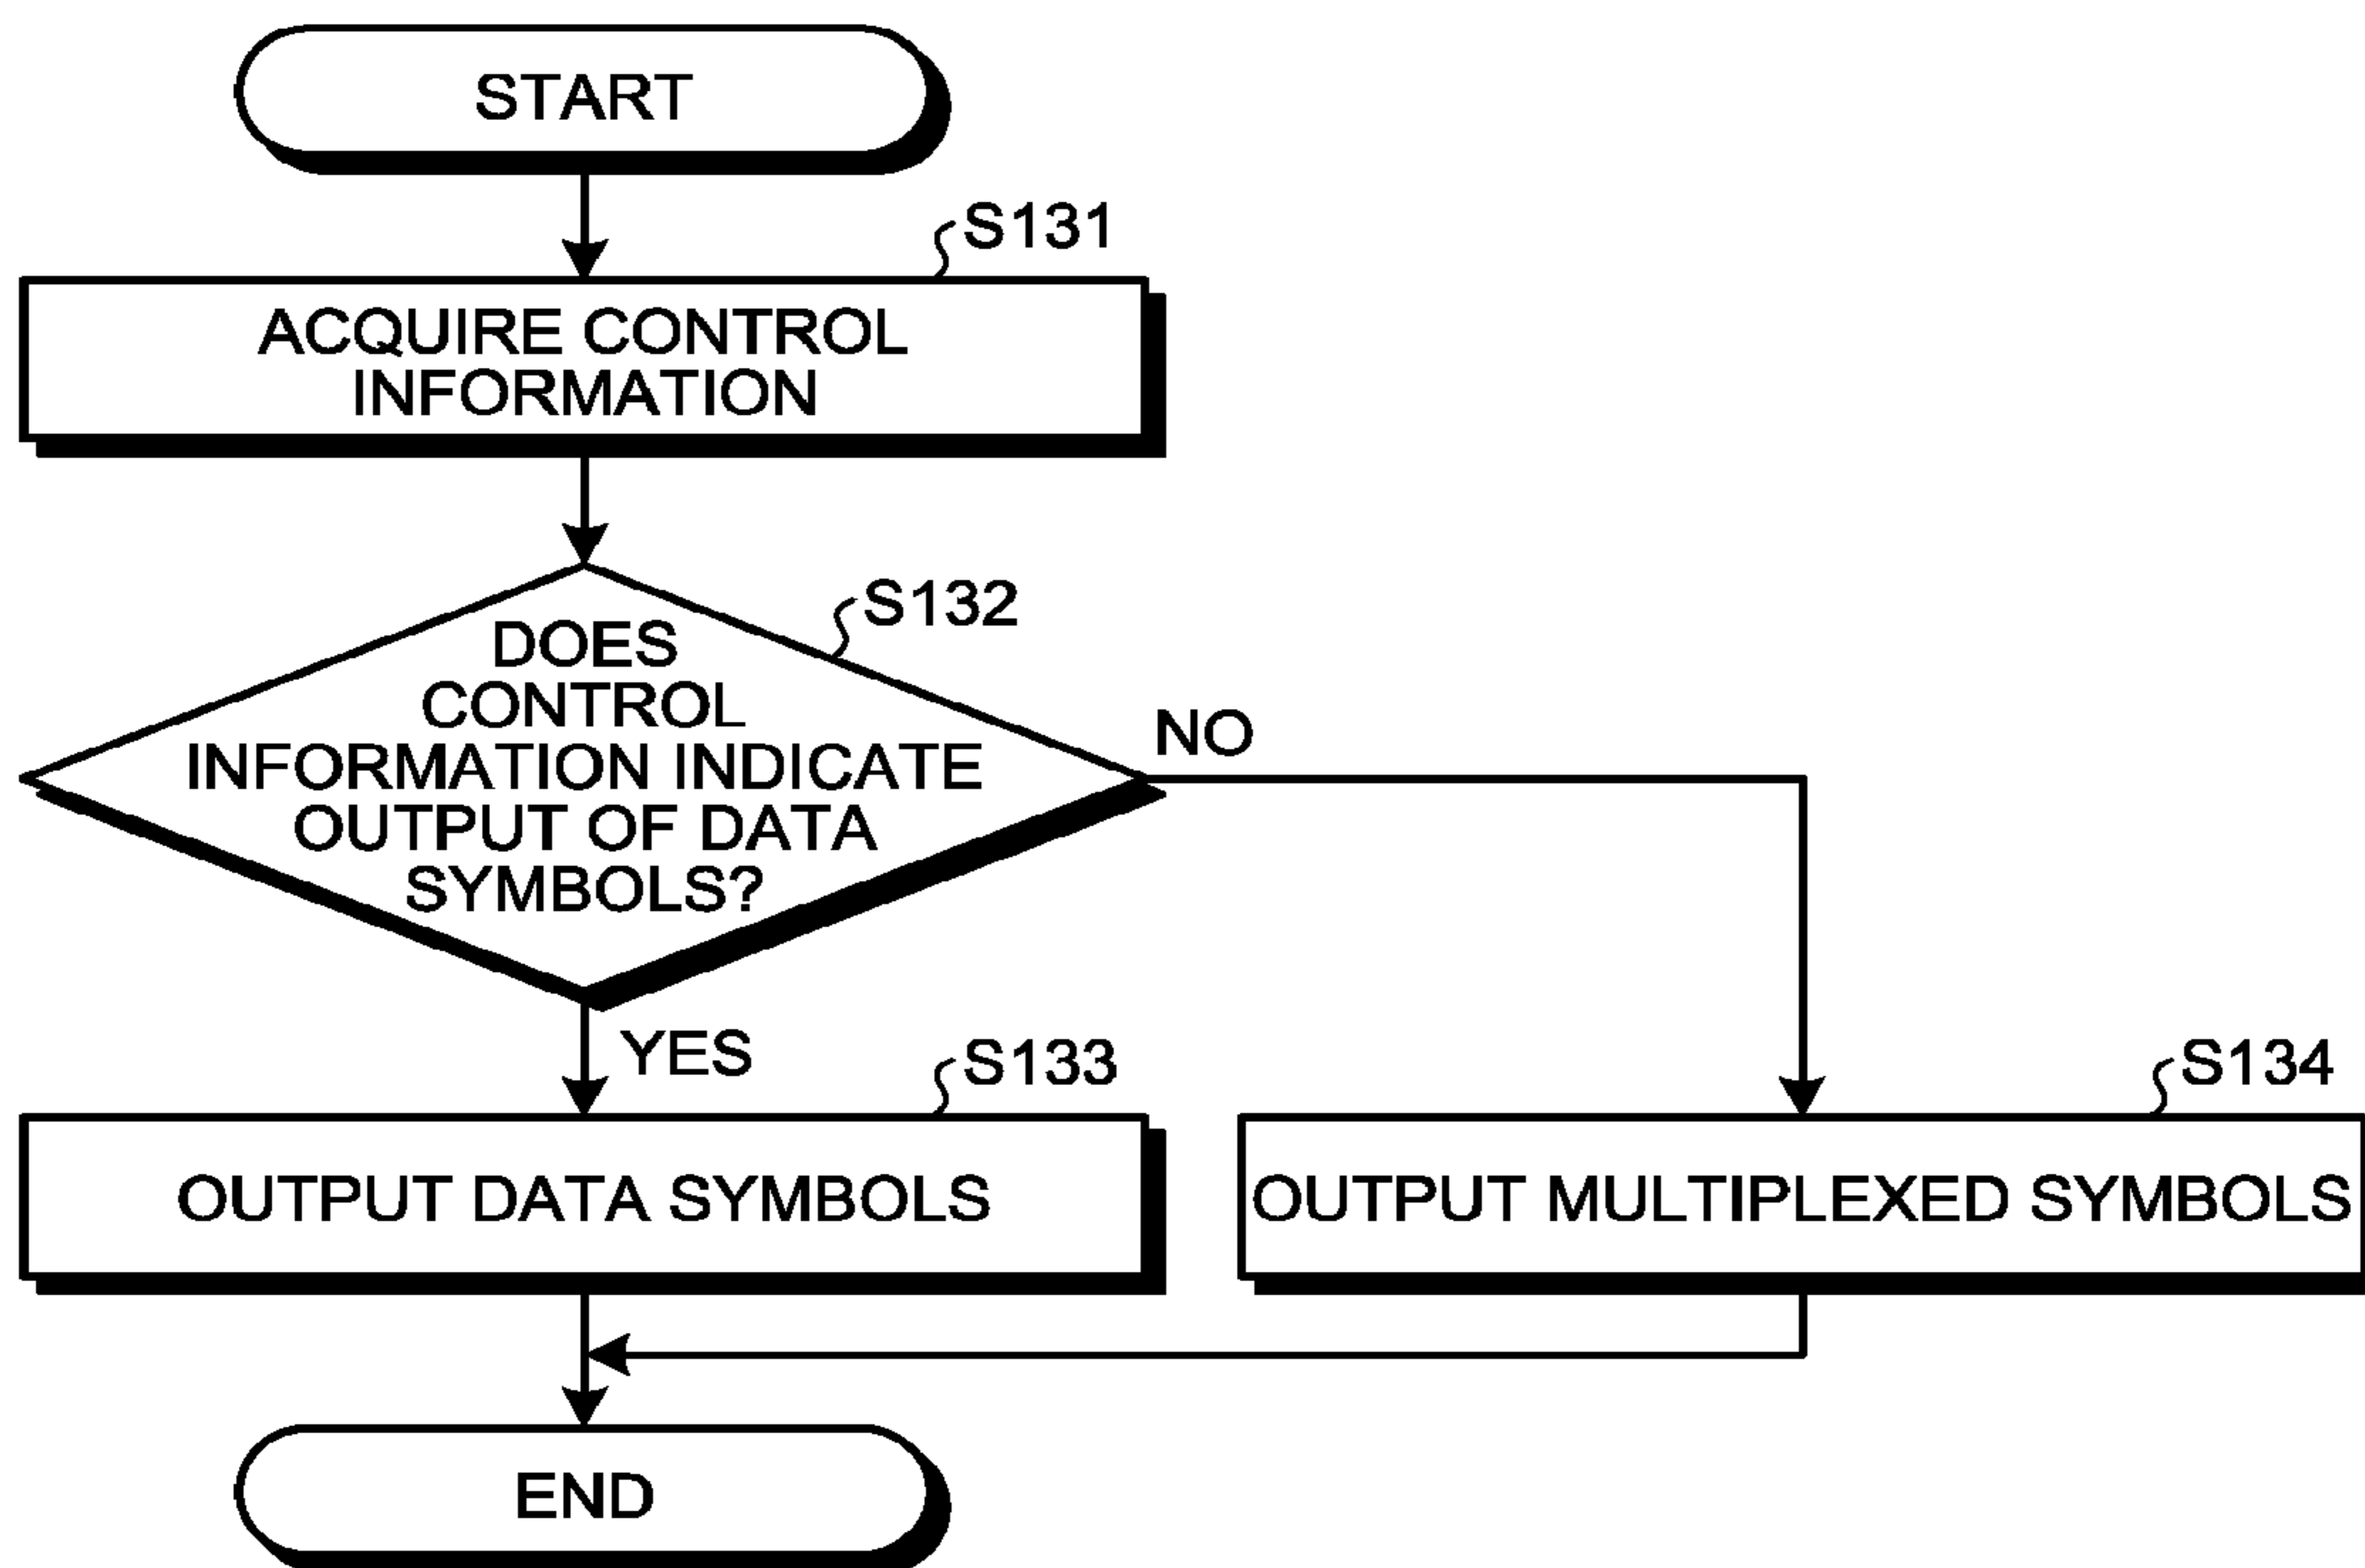 START
S131
ACQUIRE CONTROL
INFORMATION
S132
DOES
CONTROL
INFORMATION INDICATE
OUTPUT OF DATA
SYMBOLS?
NO
YES
S133
OUTPUT DATA SYMBOLS
S134
OUTPUT MULTIPLEXED SYMBOLS
END